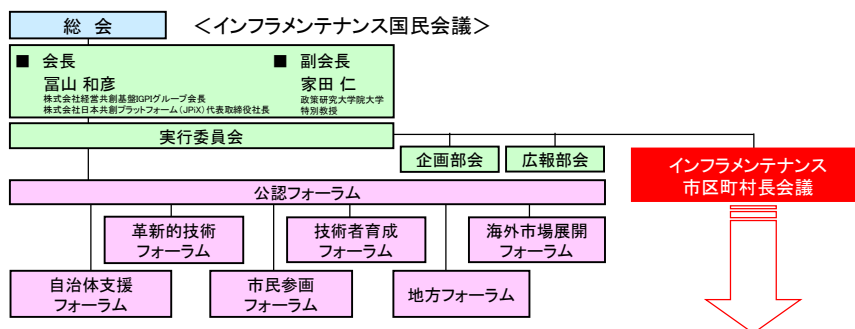 総 会
＜インフラメンテナンス国民会議＞
■ 会長
冨山 和彦
株式会社経営共創基盤IGPIグループ会長
株式会社日本共創プラットフォーム（JPiX）代表取締役社長
■ 副会長
家田 仁
政策研究大学院大学
特別教授
実行委員会
企画部会
広報部会
インフラメンテナンス
市区町村長会議
公認フォーラム
革新的技術
フォーラム
技術者育成
フォーラム
海外市場展開
フォーラム
自治体支援
フォーラム
市民参画
フォーラム
地方フォーラム